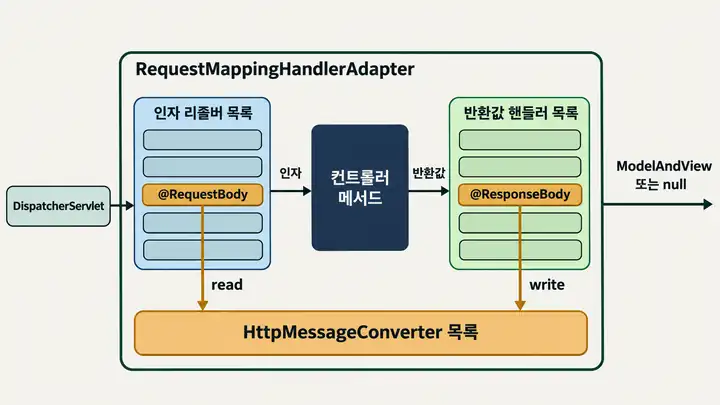 RequestMappingHandlerAdapter
인자 리졸버 목록
@RequestBody
인자
컨트롤러
메서드
반환값
반환값 핸들러 목록
@ResponseBody
ModelAndView
또는 null
DispatcherServlet
read
write
HttpMessageConverter 목록